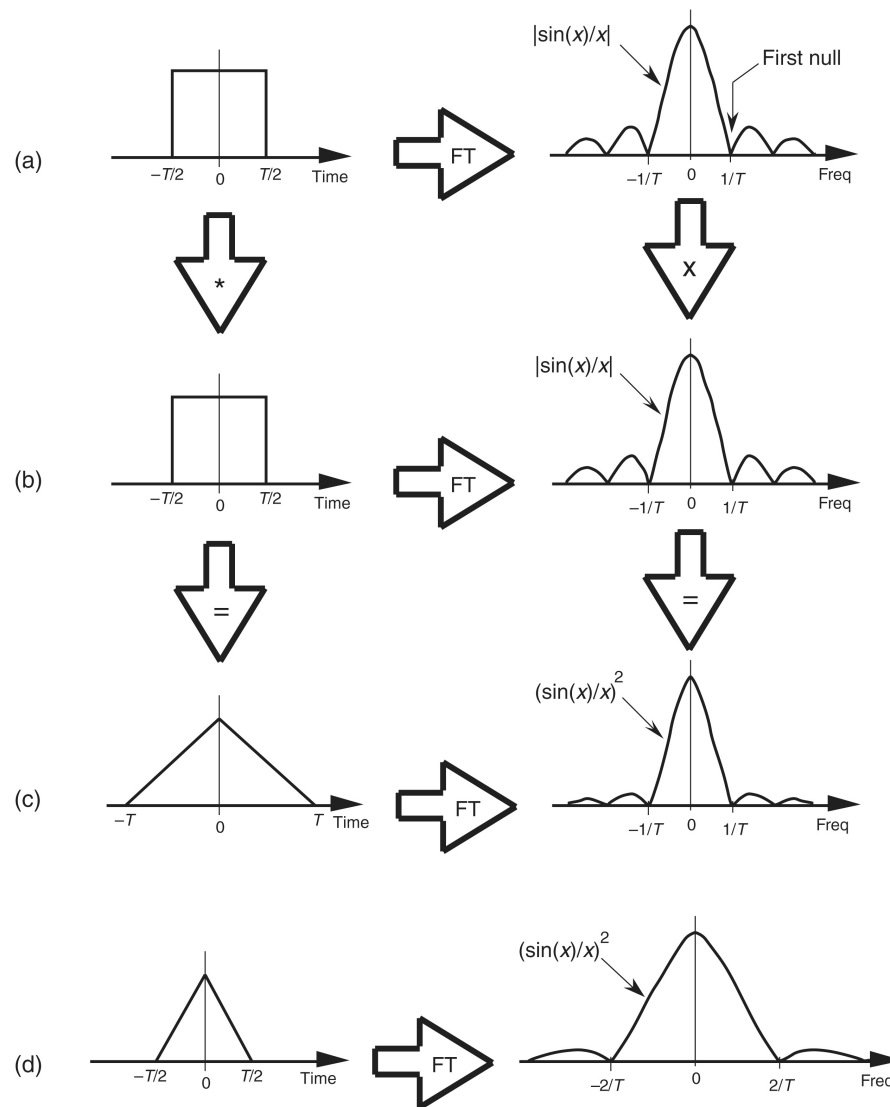 |sin(x)/x|
First null
(a)
FT
−T/2 0 T/2 Time
−1/T 0 1/T Freq
*
x
|sin(x)/x|
(b)
FT
−T/2 0 T/2 Time
−1/T 0 1/T Freq
=
=
(sin(x)/x)²
(c)
FT
−T 0 T Time
−1/T 0 1/T Freq
(sin(x)/x)²
(d)
FT
−T/2 0 T/2 Time
−2/T 0 2/T Freq